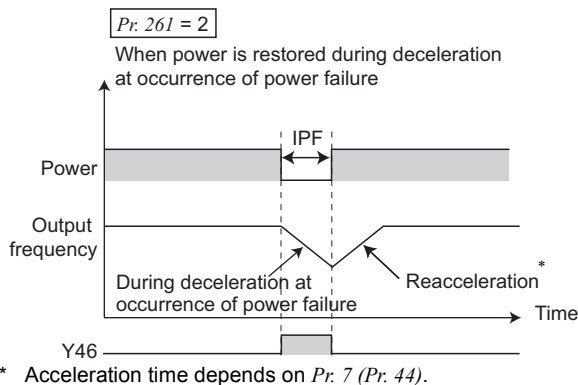 Pr. 261 = 2
When power is restored during deceleration
at occurrence of power failure
IPF
Power
Output
frequency
During deceleration at
occurrence of power failure
Reacceleration*
Time
Y46
* Acceleration time depends on Pr. 7 (Pr. 44).